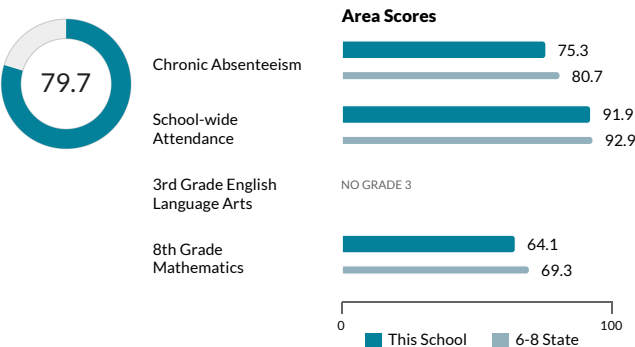 Area Scores
79.7
Chronic Absenteeism
75.3
80.7
School-wide
Attendance
91.9
92.9
3rd Grade English
Language Arts
NO GRADE 3
8th Grade
Mathematics
64.1
69.3
0
100
This School
6-8 State